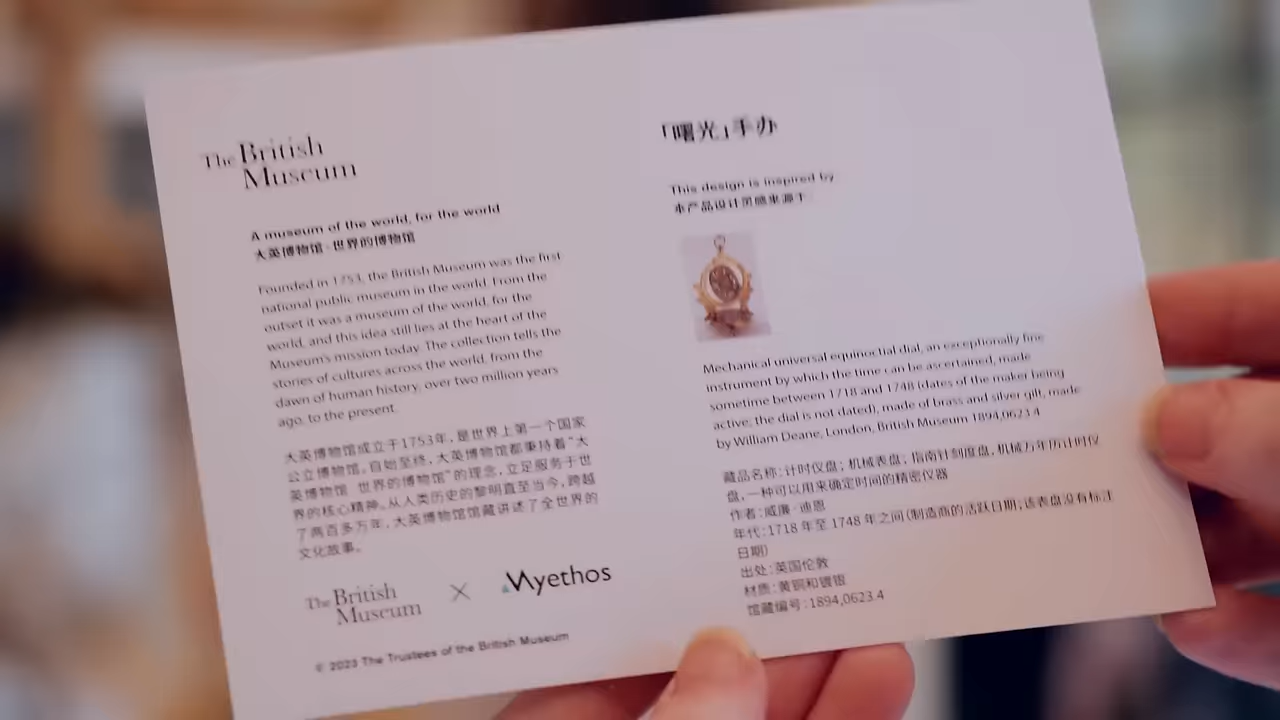 The British
Museum
A museum of the world, for the world
大英博物馆·世界的博物馆
Founded in 1753, the British Museum was the first
national public museum in the world. From the
outset it was a museum of the world, for the
world, and this idea still lies at the heart of the
Museum's mission today. The collection tells the
stories of cultures across the world, from the
dawn of human history, over two million years
ago, to the present.
大英博物馆成立于1753年，是世界上第一个国家
公立博物馆。自始至终，大英博物馆都秉持着“大
英博物馆 世界的博物馆”的理念，立足服务于世
界的核心精神。从人类历史的黎明直至当今，跨越
了两百多万年，大英博物馆馆藏讲述了全世界的
文化故事。
The British
Museum
×
Myethos
© 2023 The Trustees of the British Museum
「曙光」手办
This design is inspired by
本产品设计灵感来源于
Mechanical universal equinoctial dial, an exceptionally fine
instrument by which the time can be ascertained, made
sometime between 1718 and 1748 (dates of the maker being
active; the dial is not dated), made of brass and silver gilt, made
by William Deane, London, British Museum 1894,0623.4
藏品名称：计时仪盘；机械表盘，指南针刻度盘，机械万年历计时仪
盘，一种可以用来确定时间的精密仪器
作者：威廉·迪恩
年代：1718 年至 1748 年之间（制造商的活跃日期；该表盘没有标注
日期）
出处：英国伦敦
材质：黄铜和镀银
馆藏编号：1894,0623.4